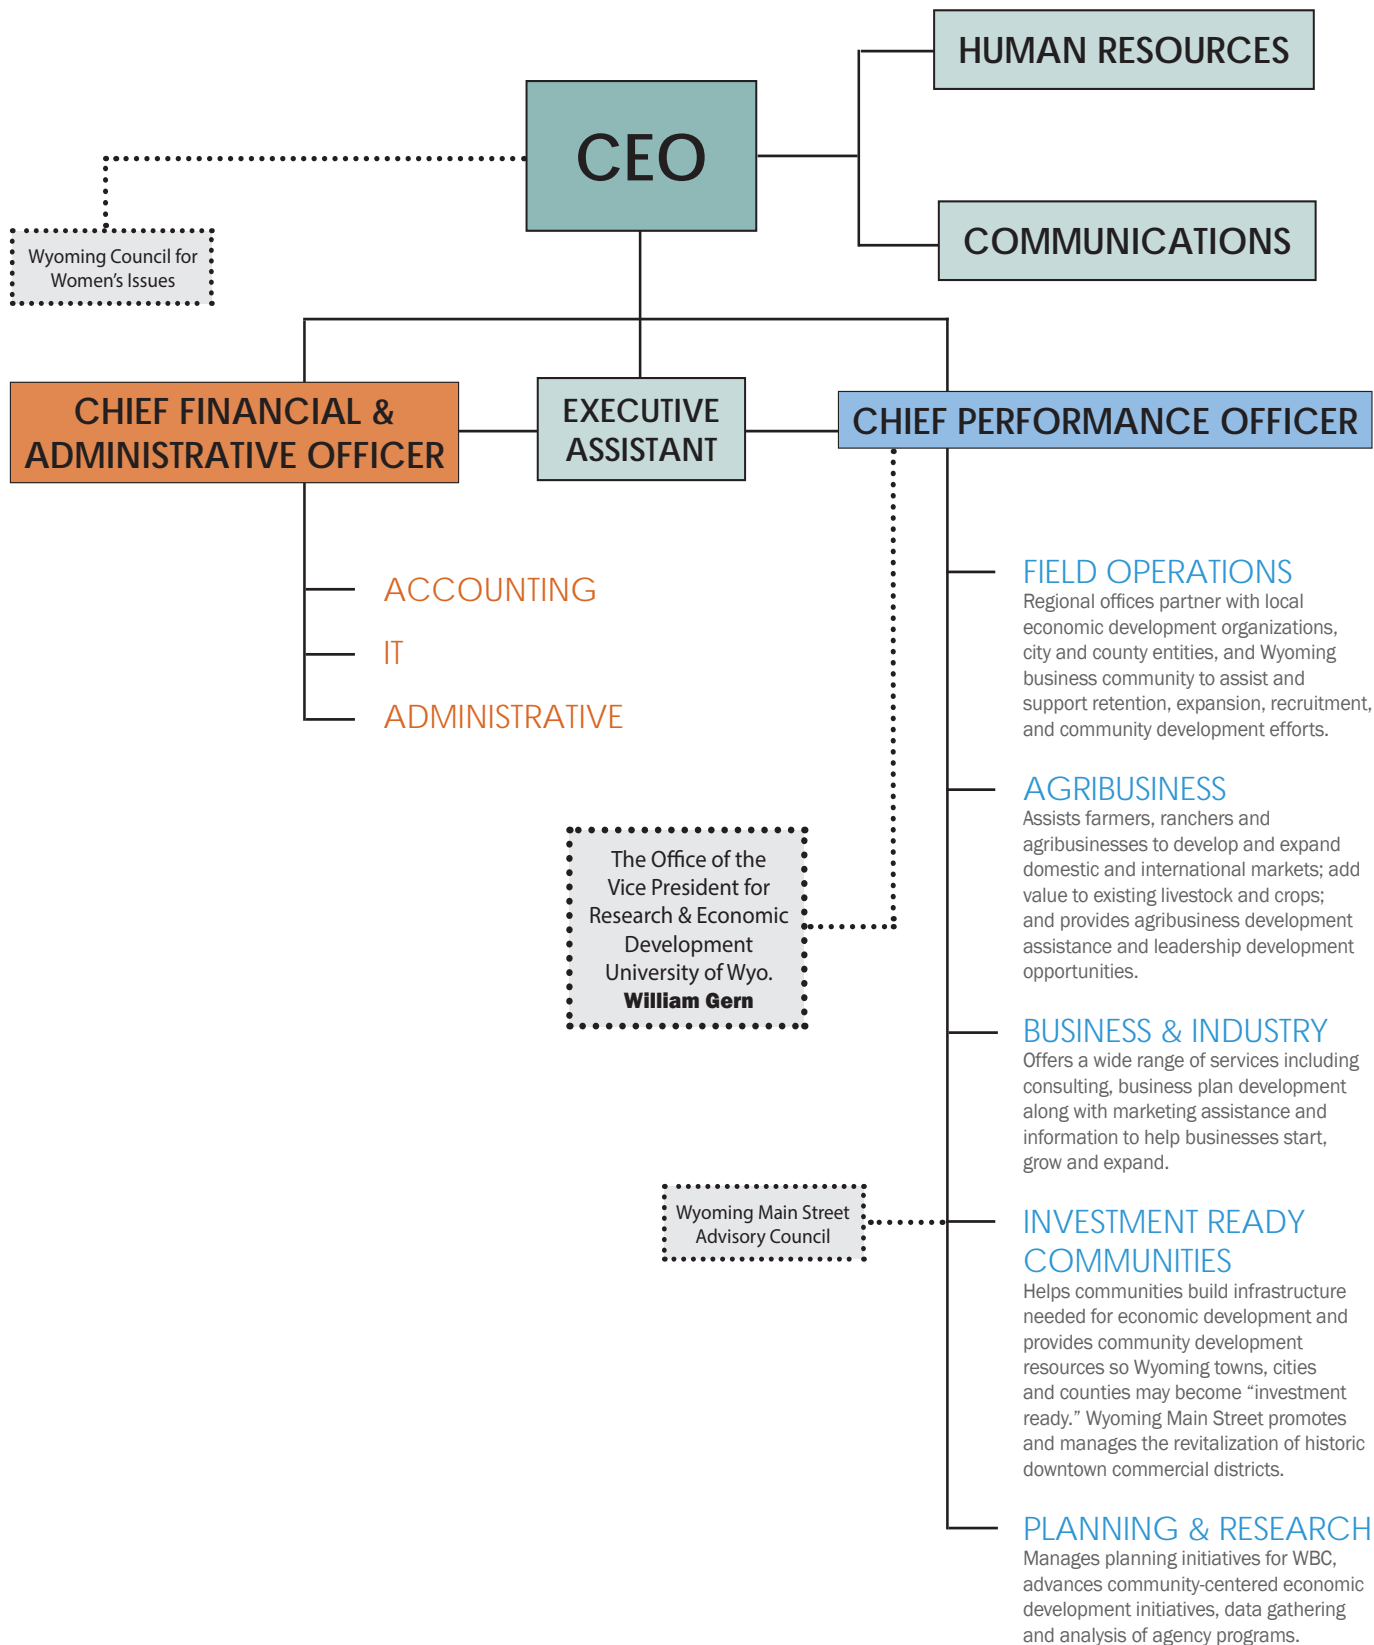 HUMAN RESOURCES
CEO
COMMUNICATIONS
Wyoming Council for
Women's Issues
CHIEF FINANCIAL &
ADMINISTRATIVE OFFICER
EXECUTIVE
ASSISTANT
CHIEF PERFORMANCE OFFICER
ACCOUNTING
IT
ADMINISTRATIVE
FIELD OPERATIONS
Regional offices partner with local
economic development organizations,
city and county entities, and Wyoming
business community to assist and
support retention, expansion, recruitment,
and community development efforts.
AGRIBUSINESS
Assists farmers, ranchers and
agribusinesses to develop and expand
domestic and international markets; add
value to existing livestock and crops;
and provides agribusiness development
assistance and leadership development
opportunities.
The Office of the
Vice President for
Research & Economic
Development
University of Wyo.
William Gern
BUSINESS & INDUSTRY
Offers a wide range of services including
consulting, business plan development
along with marketing assistance and
information to help businesses start,
grow and expand.
Wyoming Main Street
Advisory Council
INVESTMENT READY
COMMUNITIES
Helps communities build infrastructure
needed for economic development and
provides community development
resources so Wyoming towns, cities
and counties may become “investment
ready.” Wyoming Main Street promotes
and manages the revitalization of historic
downtown commercial districts.
PLANNING & RESEARCH
Manages planning initiatives for WBC,
advances community-centered economic
development initiatives, data gathering
and analysis of agency programs.